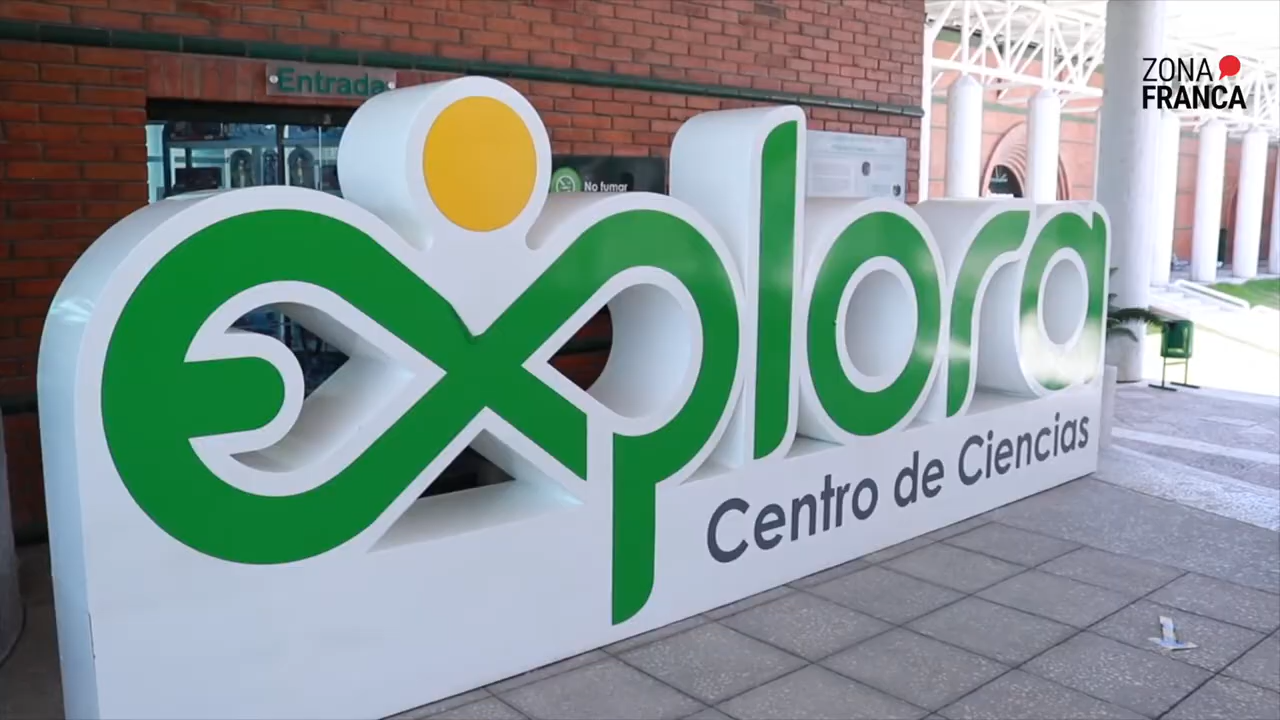 ZONA
FRANCA
Entrada
No fumar
explora
Centro de Ciencias